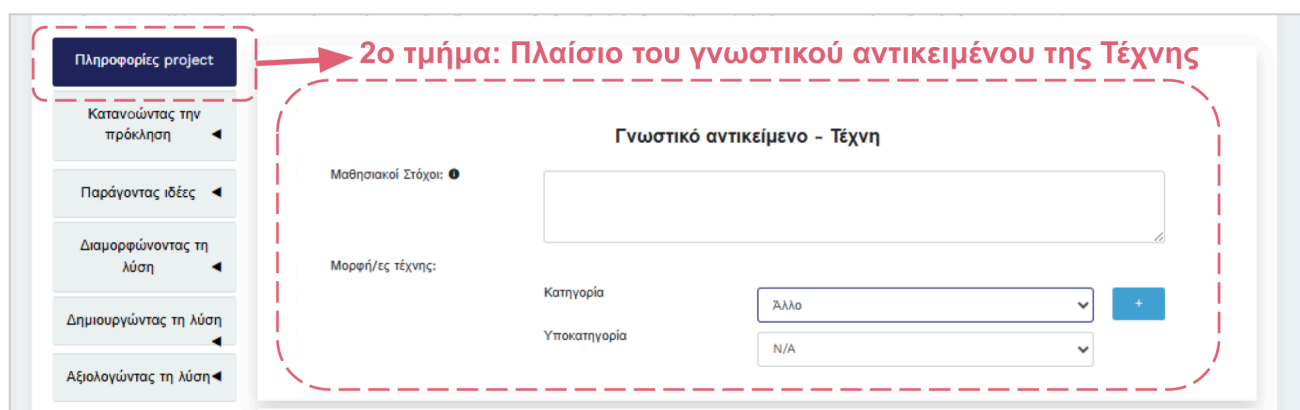 Πληροφορίες project
2ο τμήμα: Πλαίσιο του γνωστικού αντικειμένου της Τέχνης
Κατανοώντας την
πρόκληση
Παράγοντας ιδέες
Διαμορφώνοντας τη
λύση
Δημιουργώντας τη λύση
Αξιολογώντας τη λύση
Γνωστικό αντικείμενο - Τέχνη
Μαθησιακοί Στόχοι:
Μορφή/ες τέχνης:
Κατηγορία
Άλλο
+
Υποκατηγορία
N/A